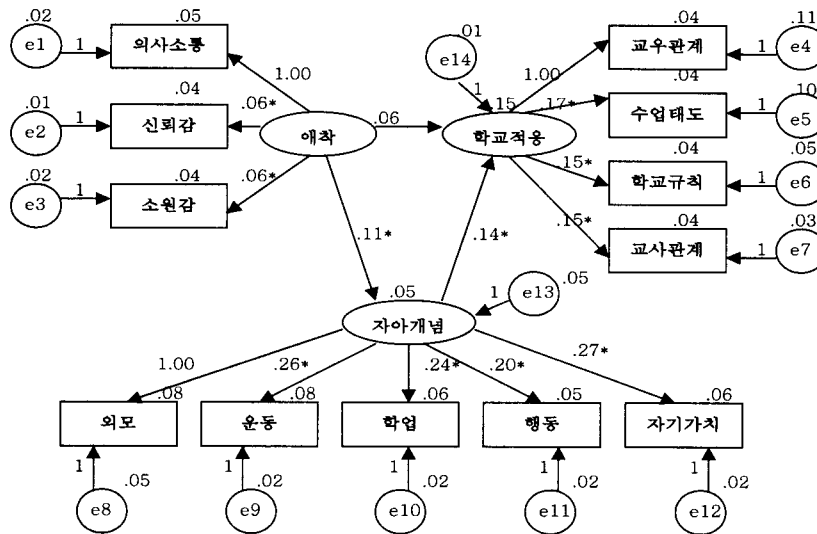 .02 .05 .01 .04 .11
e1 1 의사소통 e14 교우관계 1 e4
1.00 1 1.00 .04
.01 .04 .06* .06 .15 .17* .10
e2 1 신뢰감 애착 학교적응 수업태도 1 e5
.02 .04 .06* .15* .04 .05
e3 1 소원감 학교규칙 1 e6
.11* .14* .15* .04 .03
교사관계 1 e7
.05 1 e13 .05
자아개념
1.00 .26* .24* .20* .27*
.08 .08 .06 .05 .06
외모 운동 학업 행동 자기가치
1 .05 1 .02 1 .02 1 .02 1 .02
e8 e9 e10 e11 e12